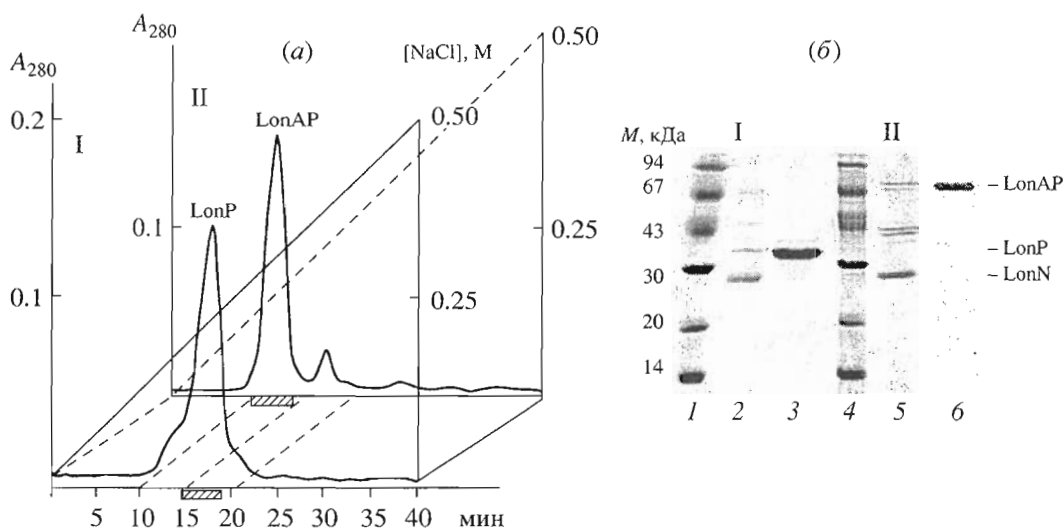 A280
(а)
[NaCl], М
0.50
(б)
A280
II
0.2
I
LonAP
0.50
М, кДа
I
II
94
67
– LonAP
LonP
0.1
0.25
43
– LonP
0.1
0.25
30
– LonN
20
14
1 2 3 4 5 6
5 10 15 20 25 30 35 40 мин